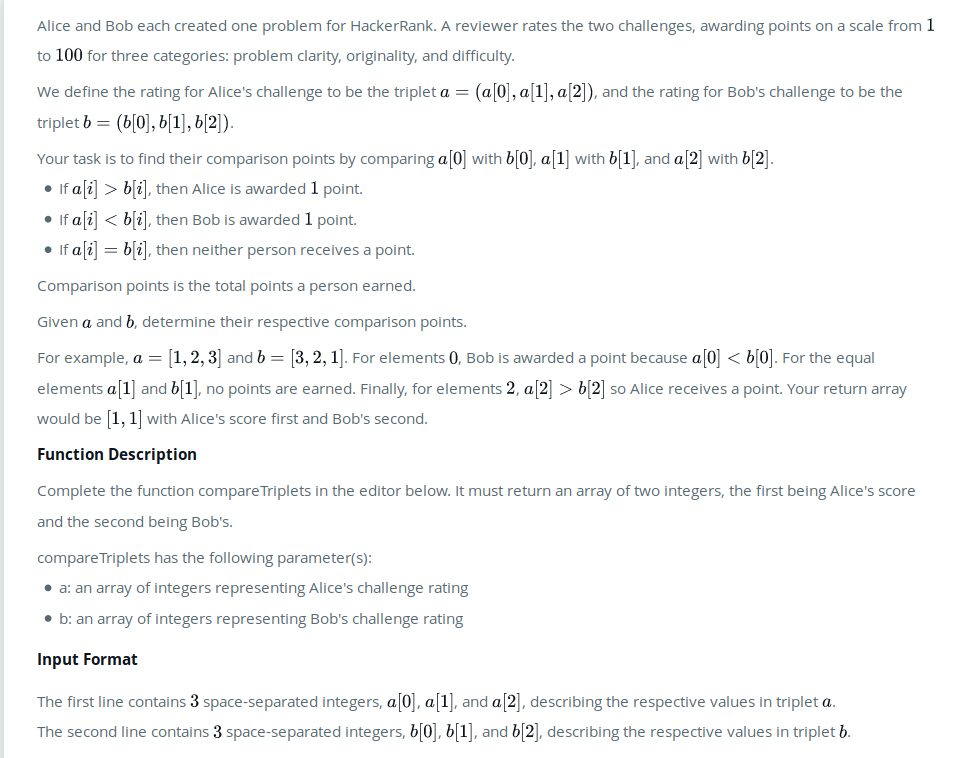 Alice and Bob each created one problem for HackerRank. A reviewer rates the two challenges, awarding points on a scale from 1
to 100 for three categories: problem clarity, originality, and difficulty.
We define the rating for Alice's challenge to be the triplet a = (a[0], a[1], a[2]), and the rating for Bob's challenge to be the
triplet b = (b[0], b[1], b[2]).
Your task is to find their comparison points by comparing a[0] with b[0], a[1] with b[1], and a[2] with b[2].
• If a[i] > b[i], then Alice is awarded 1 point.
• If a[i] < b[i], then Bob is awarded 1 point.
• If a[i] = b[i], then neither person receives a point.
Comparison points is the total points a person earned.
Given a and b, determine their respective comparison points.
For example, a = [1, 2, 3] and b = [3, 2, 1]. For elements 0, Bob is awarded a point because a[0] < b[0]. For the equal
elements a[1] and b[1], no points are earned. Finally, for elements 2, a[2] > b[2] so Alice receives a point. Your return array
would be [1, 1] with Alice's score first and Bob's second.
Function Description
Complete the function compareTriplets in the editor below. It must return an array of two integers, the first being Alice's score
and the second being Bob's.
compareTriplets has the following parameter(s):
• a: an array of integers representing Alice's challenge rating
• b: an array of integers representing Bob's challenge rating
Input Format
The first line contains 3 space-separated integers, a[0], a[1], and a[2], describing the respective values in triplet a.
The second line contains 3 space-separated integers, b[0], b[1], and b[2], describing the respective values in triplet b.